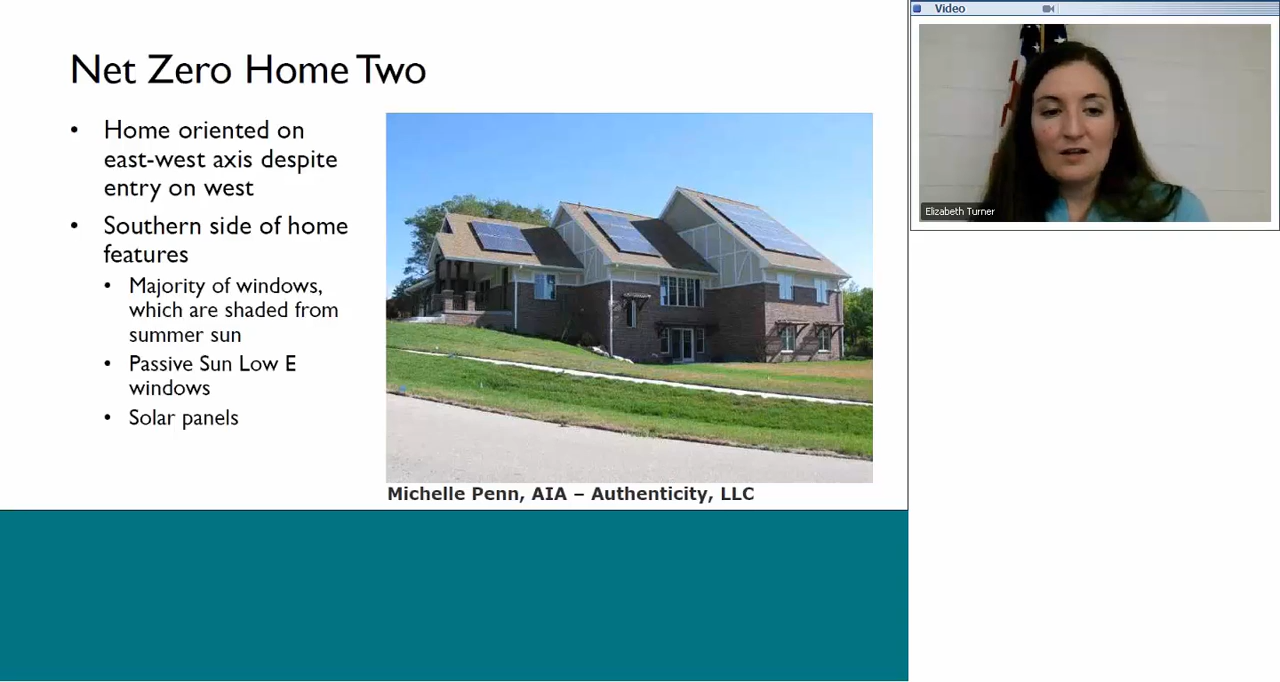 Net Zero Home Two
• Home oriented on
east-west axis despite
entry on west
• Southern side of home
features
• Majority of windows,
which are shaded from
summer sun
• Passive Sun Low E
windows
• Solar panels
Michelle Penn, AIA – Authenticity, LLC
Video
Elizabeth Turner